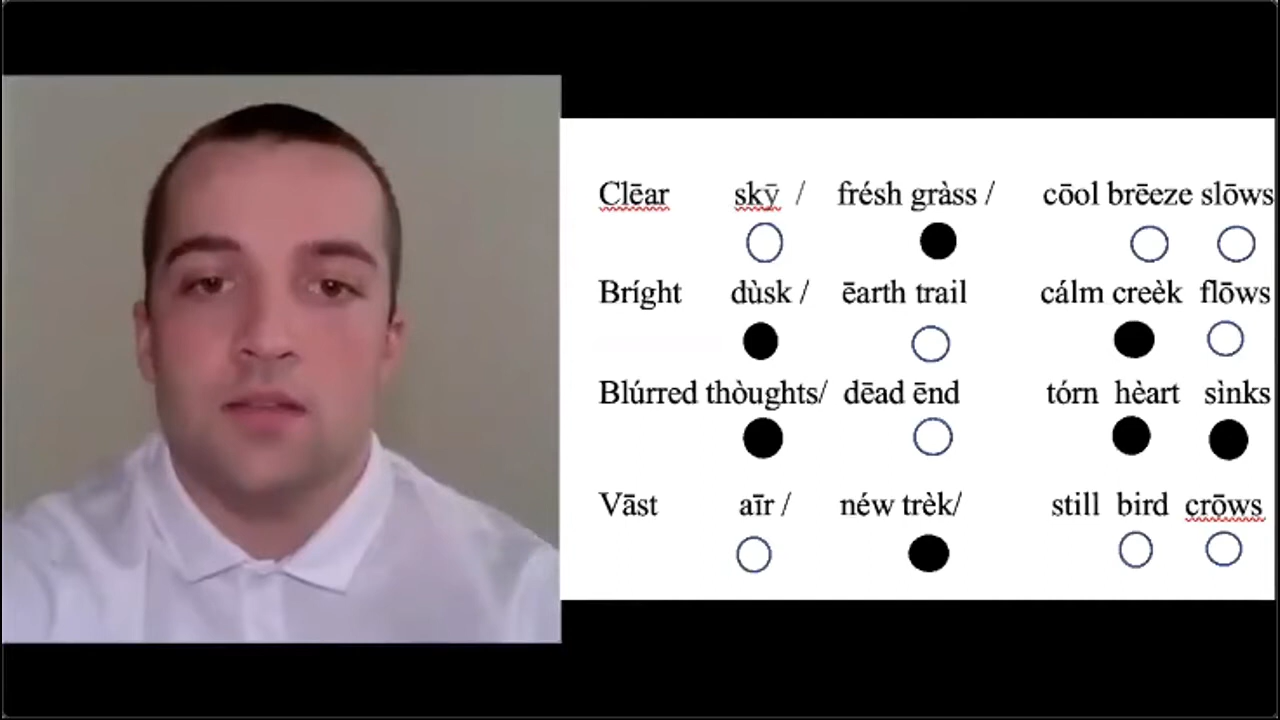 Clēar skȳ / frésh gràss / cōol brēeze slōws
Bríght dùsk / ēarth trail cálm creèk flōws
Blúrred thòughts/ dēad ēnd tórn hèart sìnks
Vāst aīr / néw trèk/ still bird crōws